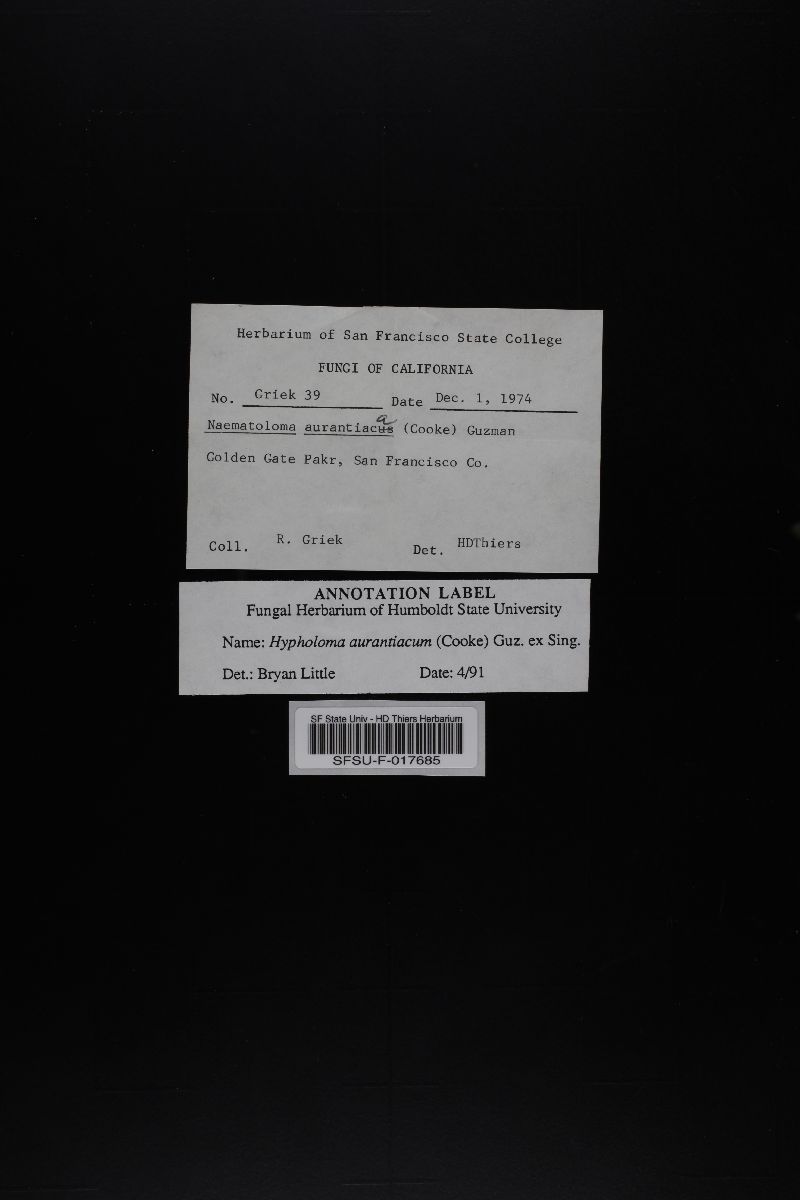 Herbarium of San Francisco State College
FUNGI OF CALIFORNIA
No. Griek 39 Date Dec. 1, 1974
Naematoloma aurantiacus a (Cooke) Guzman
Golden Gate Pakr, San Francisco Co.
Coll. R. Griek Det. HDThiers
ANNOTATION LABEL
Fungal Herbarium of Humboldt State University
Name: Hypholoma aurantiacum (Cooke) Guz. ex Sing.
Det.: Bryan Little Date: 4/91
SF State Univ - HD Thiers Herbarium
SFSU-F-017685